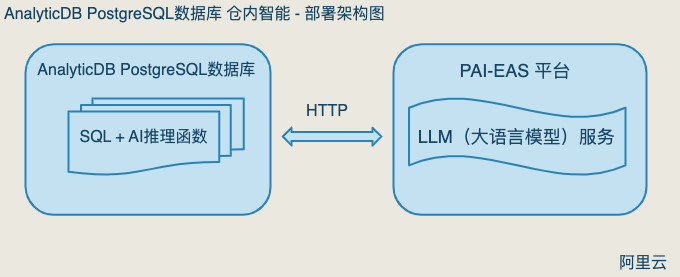 AnalyticDB PostgreSQL数据库 仓内智能 - 部署架构图
AnalyticDB PostgreSQL数据库
SQL + AI推理函数
HTTP
PAI-EAS 平台
LLM（大语言模型）服务
阿里云